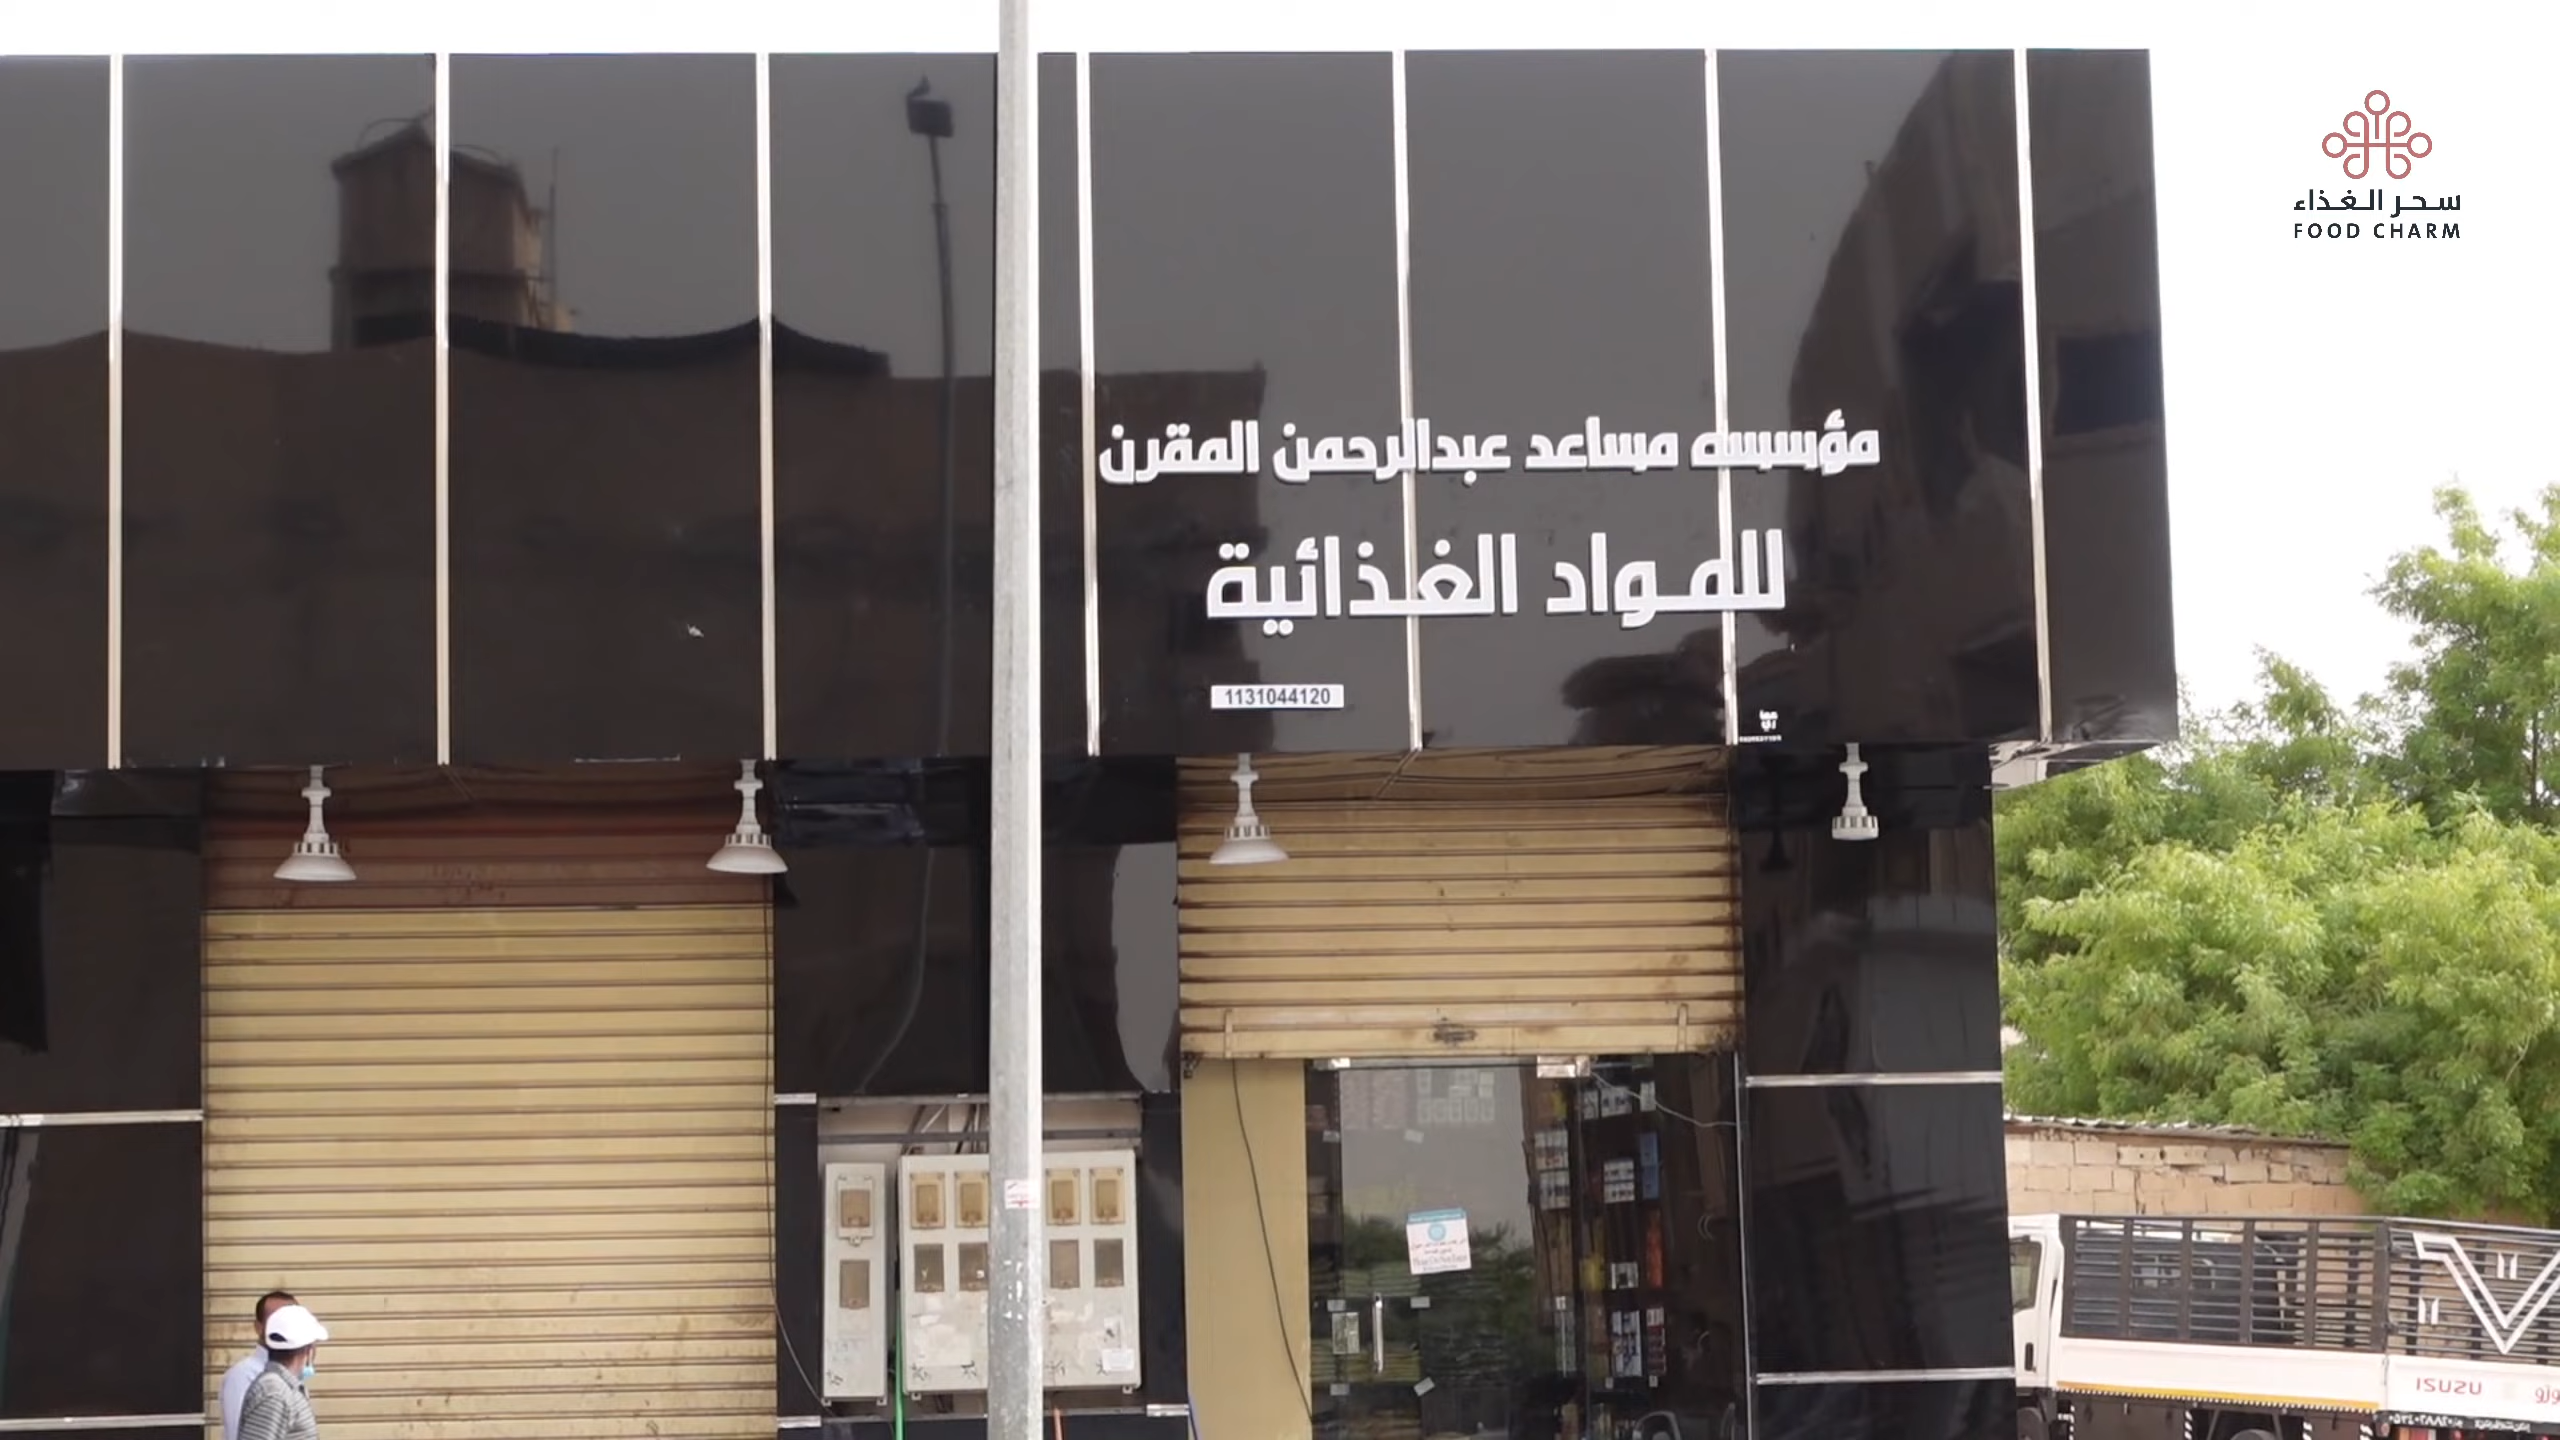 سحر الغذاء
FOOD CHARM
مؤسسه مساعد عبدالرحمن المقرن
للمواد الغذائية
1131044120
ISUZU